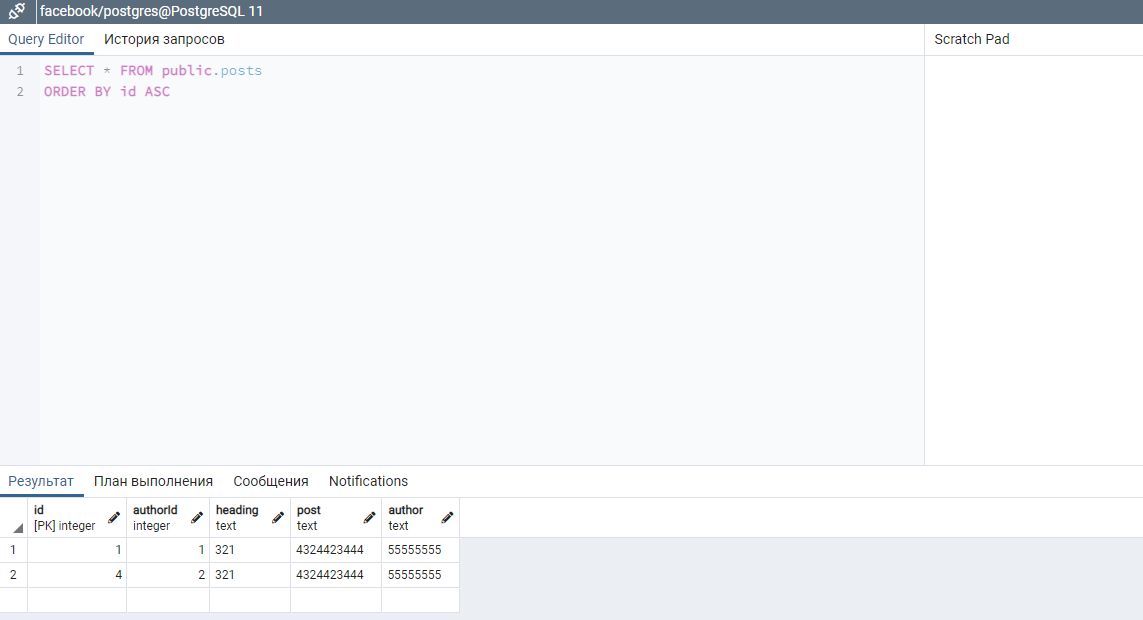 facebook/postgres@PostgreSQL 11
Query Editor История запросов Scratch Pad
1 SELECT * FROM public.posts
2 ORDER BY id ASC
Результат План выполнения Сообщения Notifications
id authorId heading post author
[PK] integer integer text text text
1 1 1 321 4324423444 55555555
2 4 2 321 4324423444 55555555